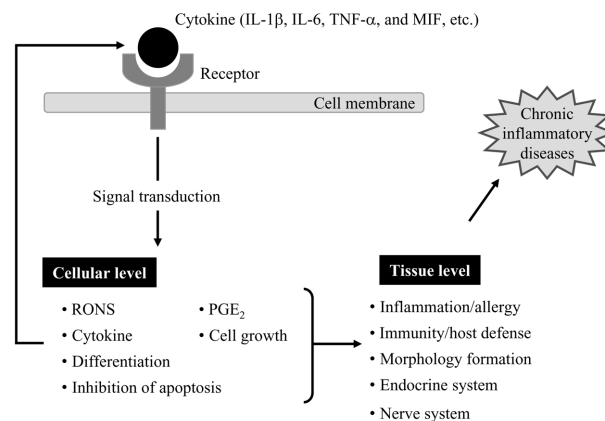 Cytokine (IL-1β, IL-6, TNF-α, and MIF, etc.)
Receptor
Cell membrane
Chronic
inflammatory
diseases
Signal transduction
Cellular level
• RONS
• Cytokine
• Differentiation
• Inhibition of apoptosis
• PGE₂
• Cell growth
Tissue level
• Inflammation/allergy
• Immunity/host defense
• Morphology formation
• Endocrine system
• Nerve system